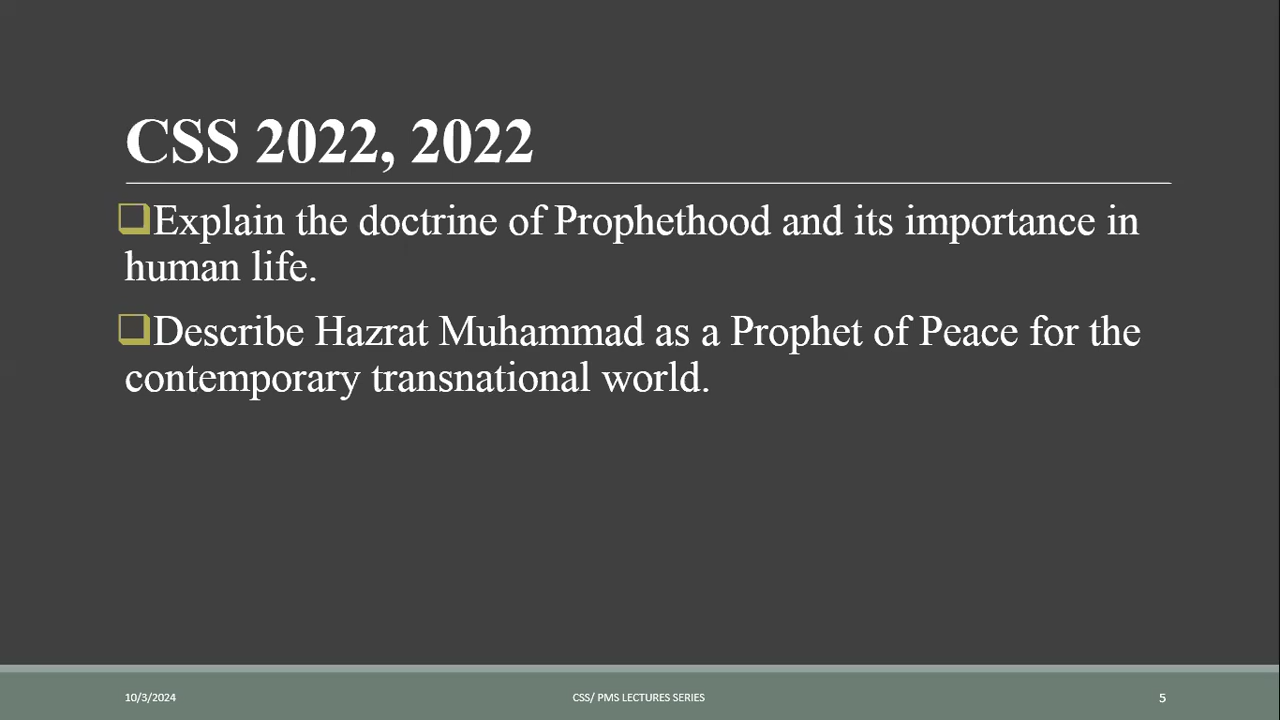 CSS 2022, 2022
Explain the doctrine of Prophethood and its importance in
human life.
Describe Hazrat Muhammad as a Prophet of Peace for the
contemporary transnational world.
10/3/2024
CSS/ PMS LECTURES SERIES
5